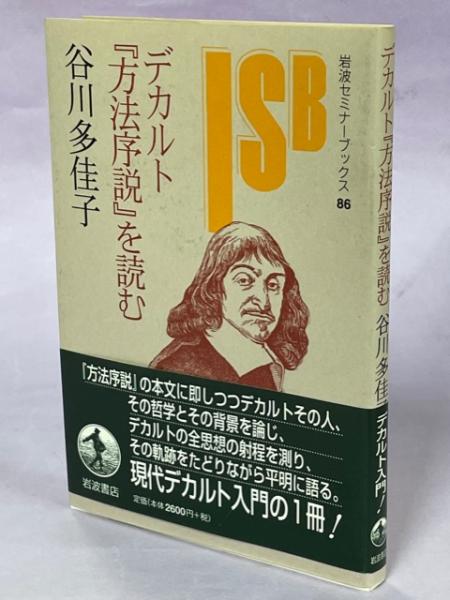 岩波セミナーブックス 86
ISB
デカルト
『方法序説』を読む
谷川多佳子
『方法序説』の本文に即しつつデカルトその人、
その哲学とその背景を論じ、
デカルトの全思想の射程を測り、
その軌跡をたどりながら平明に語る。
現代デカルト入門の1冊!
岩波書店
定価(本体2600円+税)
デカルト『方法序説』を読む 谷川多佳
デカルト入門!
岩波書